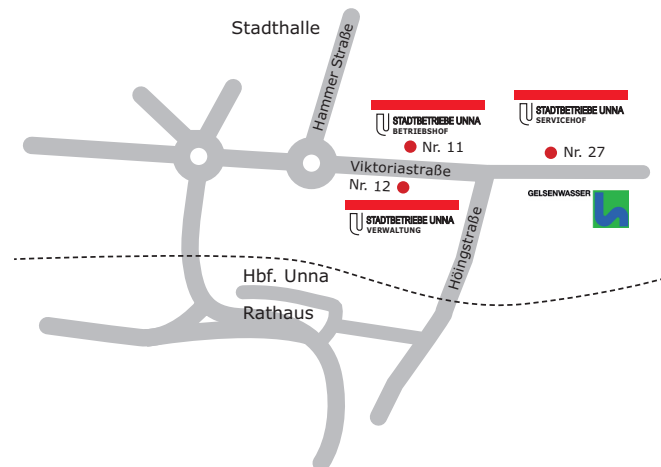 Stadthalle
Hammer Straße
STADTBETRIEBE UNNA
BETRIEBSHOF
Nr. 11
STADTBETRIEBE UNNA
SERVICEHOF
Nr. 27
Viktoriastraße
Nr. 12
STADTBETRIEBE UNNA
VERWALTUNG
GELSENWASSER
Höingstraße
Hbf. Unna
Rathaus